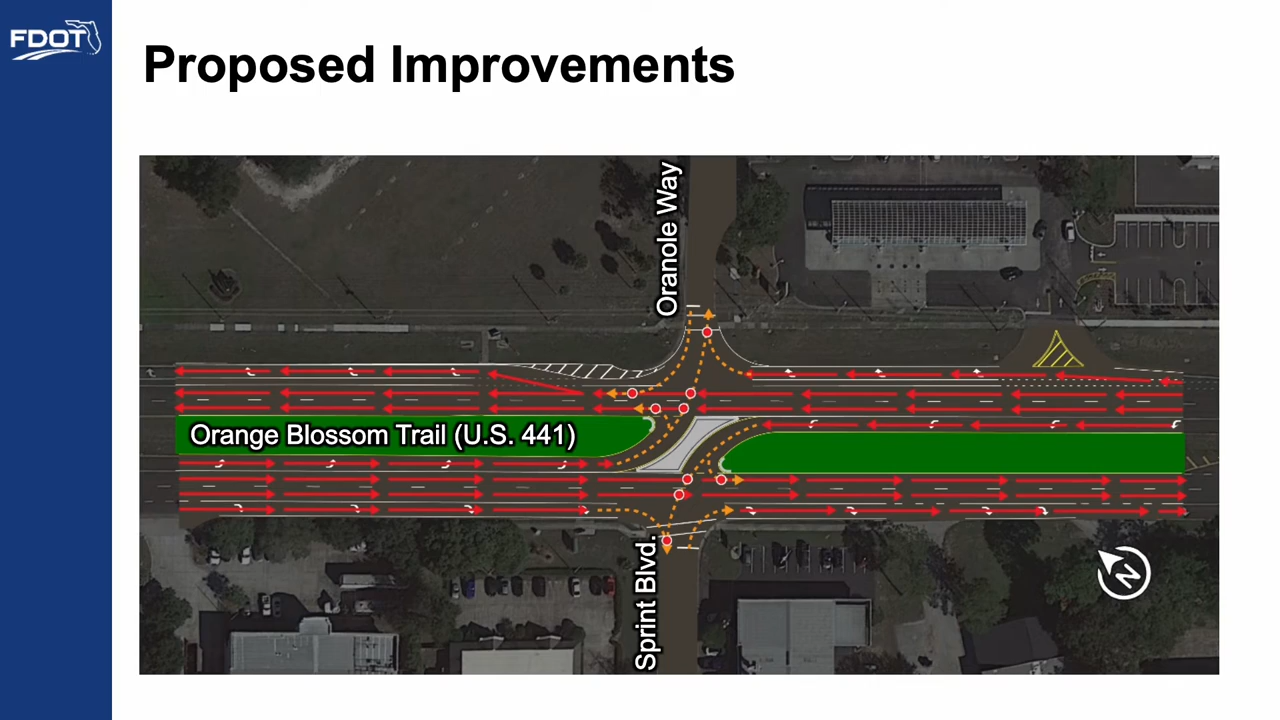 FDOT
Proposed Improvements
Oranole Way
Orange Blossom Trail (U.S. 441)
Sprint Blvd.
N